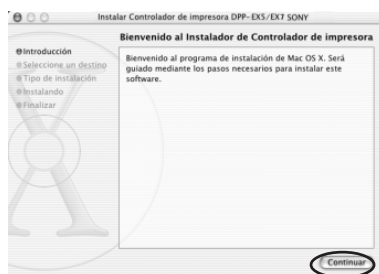 Instalar Controlador de impresora DPP-EX5/EX7 SONY
Bienvenido al Instalador de Controlador de impresora
Introducción
Seleccione un destino
Tipo de instalación
Instalando
Finalizar
Bienvenido al programa de instalación de Mac OS X. Será
guiado mediante los pasos necesarios para instalar este
software.
Continuar